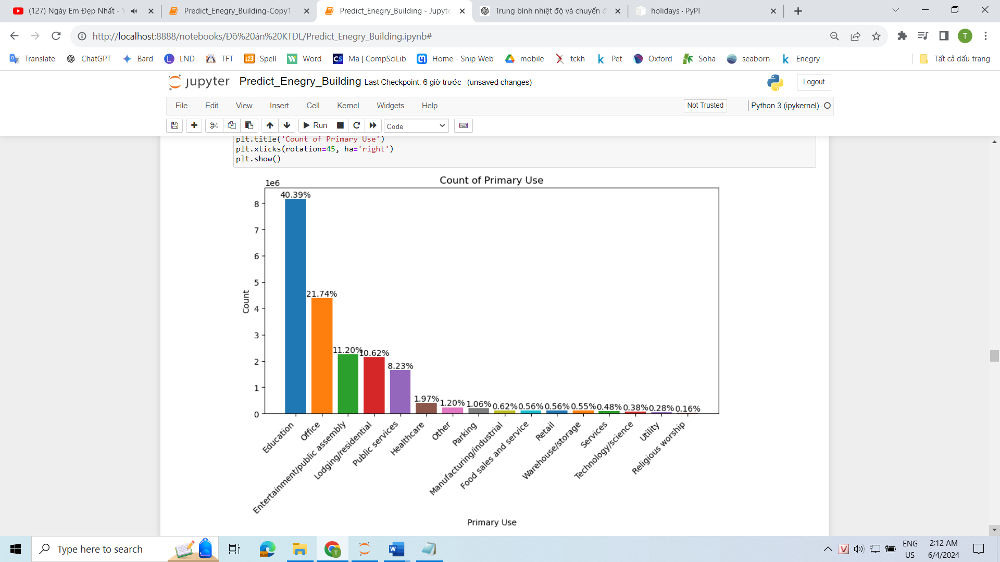 (127) Ngày Em Đẹp Nhất -
Predict_Enegry_Building-Copy1
Predict_Enegry_Building - Jupyte
Trung bình nhiệt độ và chuyển đ
holidays · PyPI
http://localhost:8888/notebooks/Đồ%20án%20KTDL/Predict_Enegry_Building.ipynb#
T
Translate
ChatGPT
Bard
L LND
TFT
123 Spell
W Word
CS Ma | CompSciLib
Home - Snip Web
mobile
tckh
k Pet
Oxford
Soha
seaborn
k Enegry
Tất cả dấu trang
jupyter Predict_Enegry_Building Last Checkpoint: 6 giờ trước (unsaved changes)
Logout
File Edit View Insert Cell Kernel Widgets Help
Not Trusted
Python 3 (ipykernel)
Run
Code
plt.title('Count of Primary Use')
plt.xticks(rotation=45, ha='right')
plt.show()
Count of Primary Use
1e6
8
7
6
5
4
3
2
1
0
Count
40.39%
21.74%
11.20%
10.62%
8.23%
1.97%
1.20%
1.06%
0.62%
0.56%
0.56%
0.55%
0.48%
0.38%
0.28%
0.16%
Education
Office
Entertainment/public assembly
Lodging/residential
Public services
Healthcare
Other
Parking
Manufacturing/industrial
Food sales and service
Retail
Warehouse/storage
Services
Technology/science
Utility
Religious worship
Primary Use
Type here to search
T
W
V
ENG
US
2:12 AM
6/4/2024